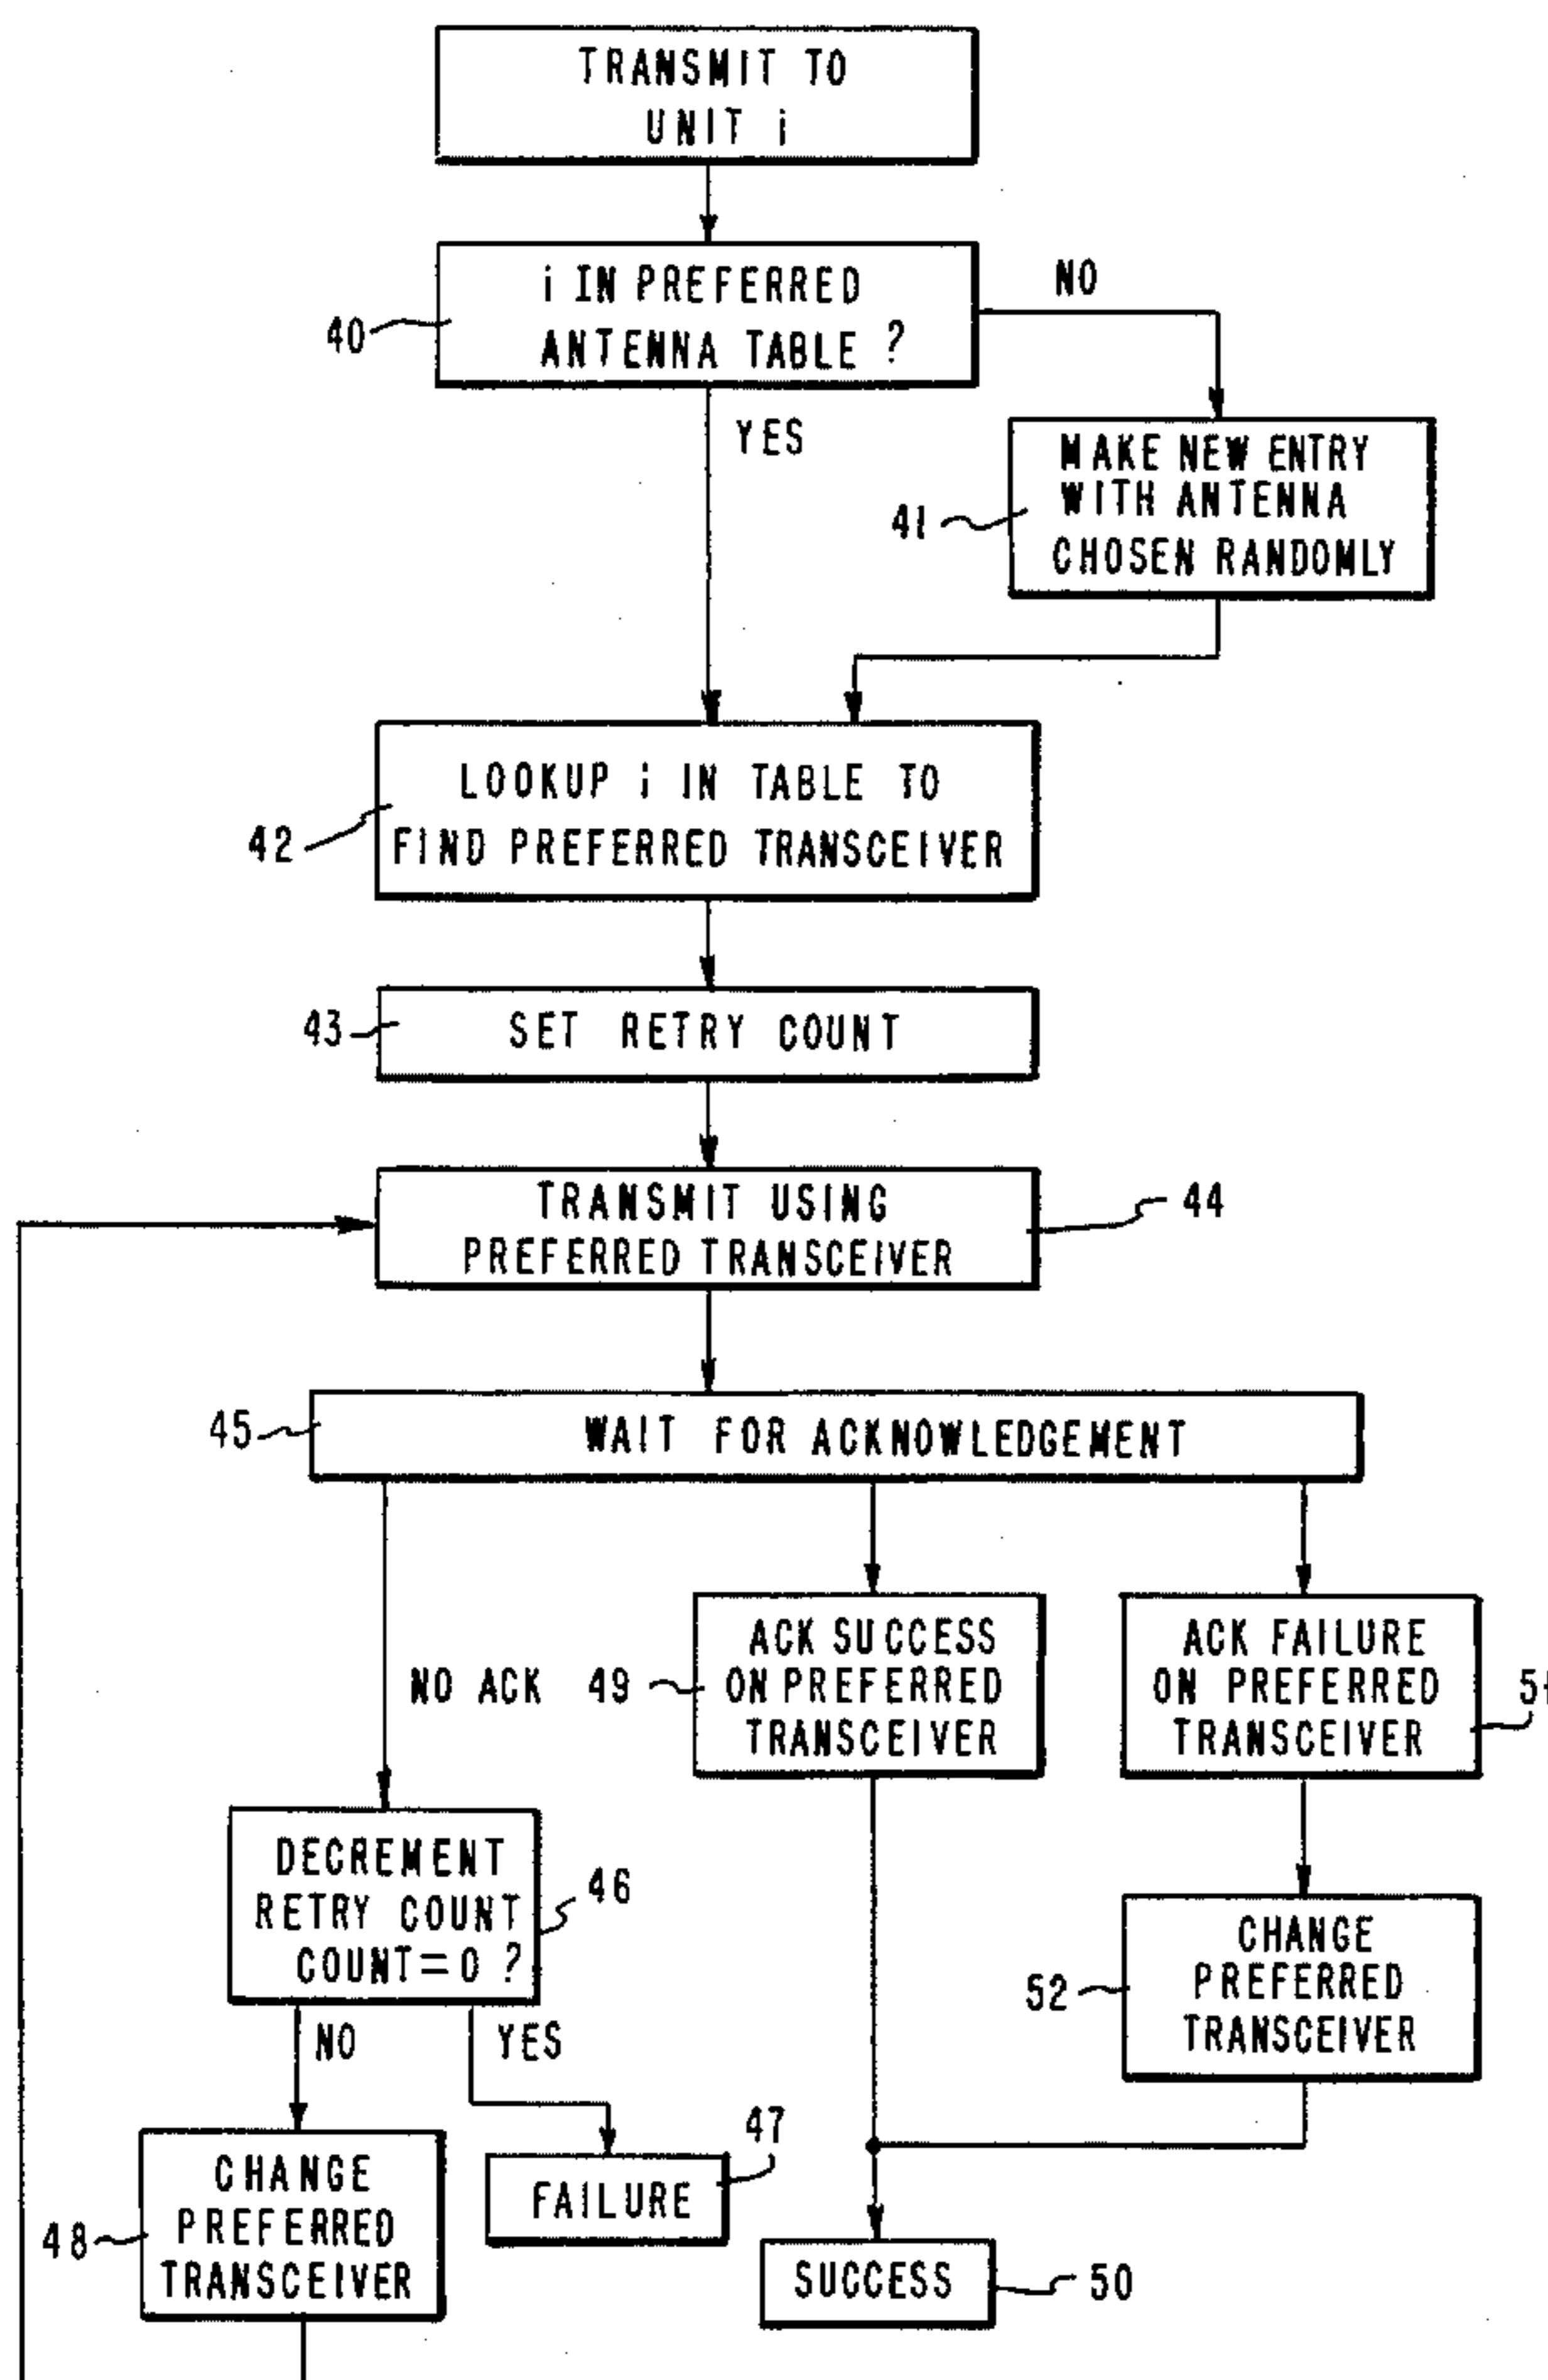 TRANSMIT TO
UNIT i
i IN PREFERRED
ANTENNA TABLE ?
40
NO
YES
MAKE NEW ENTRY
WITH ANTENNA
CHOSEN RANDOMLY
41
LOOKUP i IN TABLE TO
FIND PREFERRED TRANSCEIVER
42
SET RETRY COUNT
43
TRANSMIT USING
PREFERRED TRANSCEIVER
44
WAIT FOR ACKNOWLEDGEMENT
45
NO ACK
ACK SUCCESS
ON PREFERRED
TRANSCEIVER
49
ACK FAILURE
ON PREFERRED
TRANSCEIVER
DECREMENT
RETRY COUNT
COUNT=0 ?
46
CHANGE
PREFERRED
TRANSCEIVER
52
NO
YES
CHANGE
PREFERRED
TRANSCEIVER
48
FAILURE
47
SUCCESS
50